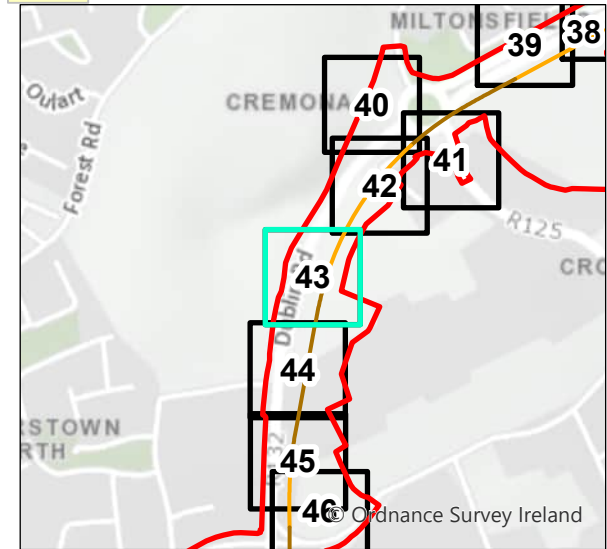 MILTONSFIEL
38
39
Oulart
CREMONA
40
Forest Rd
41
42
R125
CRO
43
Dublin Rd
44
RSTOWN
RTH
45
46
© Ordnance Survey Ireland